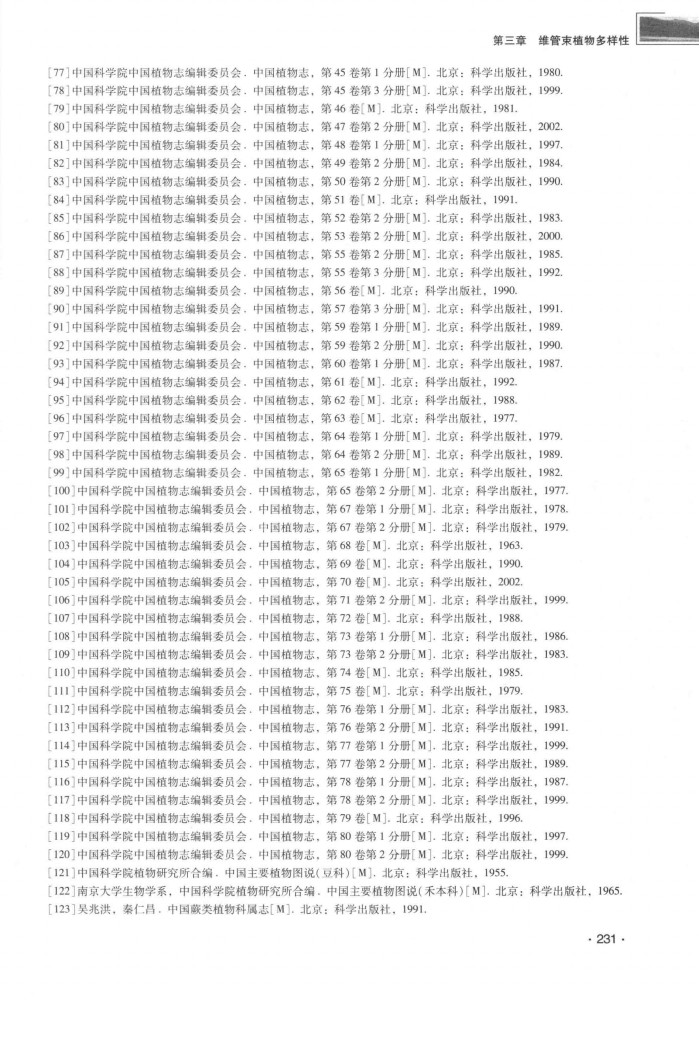 第三章 维管束植物多样性
[77]中国科学院中国植物志编辑委员会. 中国植物志, 第45卷第1分册[M]. 北京: 科学出版社, 1980.
[78]中国科学院中国植物志编辑委员会. 中国植物志, 第45卷第3分册[M]. 北京: 科学出版社, 1999.
[79]中国科学院中国植物志编辑委员会. 中国植物志, 第46卷[M]. 北京: 科学出版社, 1981.
[80]中国科学院中国植物志编辑委员会. 中国植物志, 第47卷第2分册[M]. 北京: 科学出版社, 2002.
[81]中国科学院中国植物志编辑委员会. 中国植物志, 第48卷第1分册[M]. 北京: 科学出版社, 1997.
[82]中国科学院中国植物志编辑委员会. 中国植物志, 第49卷第2分册[M]. 北京: 科学出版社, 1984.
[83]中国科学院中国植物志编辑委员会. 中国植物志, 第50卷第2分册[M]. 北京: 科学出版社, 1990.
[84]中国科学院中国植物志编辑委员会. 中国植物志, 第51卷[M]. 北京: 科学出版社, 1991.
[85]中国科学院中国植物志编辑委员会. 中国植物志, 第52卷第2分册[M]. 北京: 科学出版社, 1983.
[86]中国科学院中国植物志编辑委员会. 中国植物志, 第53卷第2分册[M]. 北京: 科学出版社, 2000.
[87]中国科学院中国植物志编辑委员会. 中国植物志, 第55卷第2分册[M]. 北京: 科学出版社, 1985.
[88]中国科学院中国植物志编辑委员会. 中国植物志, 第55卷第3分册[M]. 北京: 科学出版社, 1992.
[89]中国科学院中国植物志编辑委员会. 中国植物志, 第56卷[M]. 北京: 科学出版社, 1990.
[90]中国科学院中国植物志编辑委员会. 中国植物志, 第57卷第3分册[M]. 北京: 科学出版社, 1991.
[91]中国科学院中国植物志编辑委员会. 中国植物志, 第59卷第1分册[M]. 北京: 科学出版社, 1989.
[92]中国科学院中国植物志编辑委员会. 中国植物志, 第59卷第2分册[M]. 北京: 科学出版社, 1990.
[93]中国科学院中国植物志编辑委员会. 中国植物志, 第60卷第1分册[M]. 北京: 科学出版社, 1987.
[94]中国科学院中国植物志编辑委员会. 中国植物志, 第61卷[M]. 北京: 科学出版社, 1992.
[95]中国科学院中国植物志编辑委员会. 中国植物志, 第62卷[M]. 北京: 科学出版社, 1988.
[96]中国科学院中国植物志编辑委员会. 中国植物志, 第63卷[M]. 北京: 科学出版社, 1977.
[97]中国科学院中国植物志编辑委员会. 中国植物志, 第64卷第1分册[M]. 北京: 科学出版社, 1979.
[98]中国科学院中国植物志编辑委员会. 中国植物志, 第64卷第2分册[M]. 北京: 科学出版社, 1989.
[99]中国科学院中国植物志编辑委员会. 中国植物志, 第65卷第1分册[M]. 北京: 科学出版社, 1982.
[100]中国科学院中国植物志编辑委员会. 中国植物志, 第65卷第2分册[M]. 北京: 科学出版社, 1977.
[101]中国科学院中国植物志编辑委员会. 中国植物志, 第67卷第1分册[M]. 北京: 科学出版社, 1978.
[102]中国科学院中国植物志编辑委员会. 中国植物志, 第67卷第2分册[M]. 北京: 科学出版社, 1979.
[103]中国科学院中国植物志编辑委员会. 中国植物志, 第68卷[M]. 北京: 科学出版社, 1963.
[104]中国科学院中国植物志编辑委员会. 中国植物志, 第69卷[M]. 北京: 科学出版社, 1990.
[105]中国科学院中国植物志编辑委员会. 中国植物志, 第70卷[M]. 北京: 科学出版社, 2002.
[106]中国科学院中国植物志编辑委员会. 中国植物志, 第71卷第2分册[M]. 北京: 科学出版社, 1999.
[107]中国科学院中国植物志编辑委员会. 中国植物志, 第72卷[M]. 北京: 科学出版社, 1988.
[108]中国科学院中国植物志编辑委员会. 中国植物志, 第73卷第1分册[M]. 北京: 科学出版社, 1986.
[109]中国科学院中国植物志编辑委员会. 中国植物志, 第73卷第2分册[M]. 北京: 科学出版社, 1983.
[110]中国科学院中国植物志编辑委员会. 中国植物志, 第74卷[M]. 北京: 科学出版社, 1985.
[111]中国科学院中国植物志编辑委员会. 中国植物志, 第75卷[M]. 北京: 科学出版社, 1979.
[112]中国科学院中国植物志编辑委员会. 中国植物志, 第76卷第1分册[M]. 北京: 科学出版社, 1983.
[113]中国科学院中国植物志编辑委员会. 中国植物志, 第76卷第2分册[M]. 北京: 科学出版社, 1991.
[114]中国科学院中国植物志编辑委员会. 中国植物志, 第77卷第1分册[M]. 北京: 科学出版社, 1999.
[115]中国科学院中国植物志编辑委员会. 中国植物志, 第77卷第2分册[M]. 北京: 科学出版社, 1989.
[116]中国科学院中国植物志编辑委员会. 中国植物志, 第78卷第1分册[M]. 北京: 科学出版社, 1987.
[117]中国科学院中国植物志编辑委员会. 中国植物志, 第78卷第2分册[M]. 北京: 科学出版社, 1999.
[118]中国科学院中国植物志编辑委员会. 中国植物志, 第79卷[M]. 北京: 科学出版社, 1996.
[119]中国科学院中国植物志编辑委员会. 中国植物志, 第80卷第1分册[M]. 北京: 科学出版社, 1997.
[120]中国科学院中国植物志编辑委员会. 中国植物志, 第80卷第2分册[M]. 北京: 科学出版社, 1999.
[121]中国科学院植物研究所合编. 中国主要植物图说(豆科)[M]. 北京: 科学出版社, 1955.
[122]南京大学生物学系, 中国科学院植物研究所合编. 中国主要植物图说(禾本科)[M]. 北京: 科学出版社, 1965.
[123]吴兆洪, 秦仁昌. 中国蕨类植物科属志[M]. 北京: 科学出版社, 1991.
· 231 ·